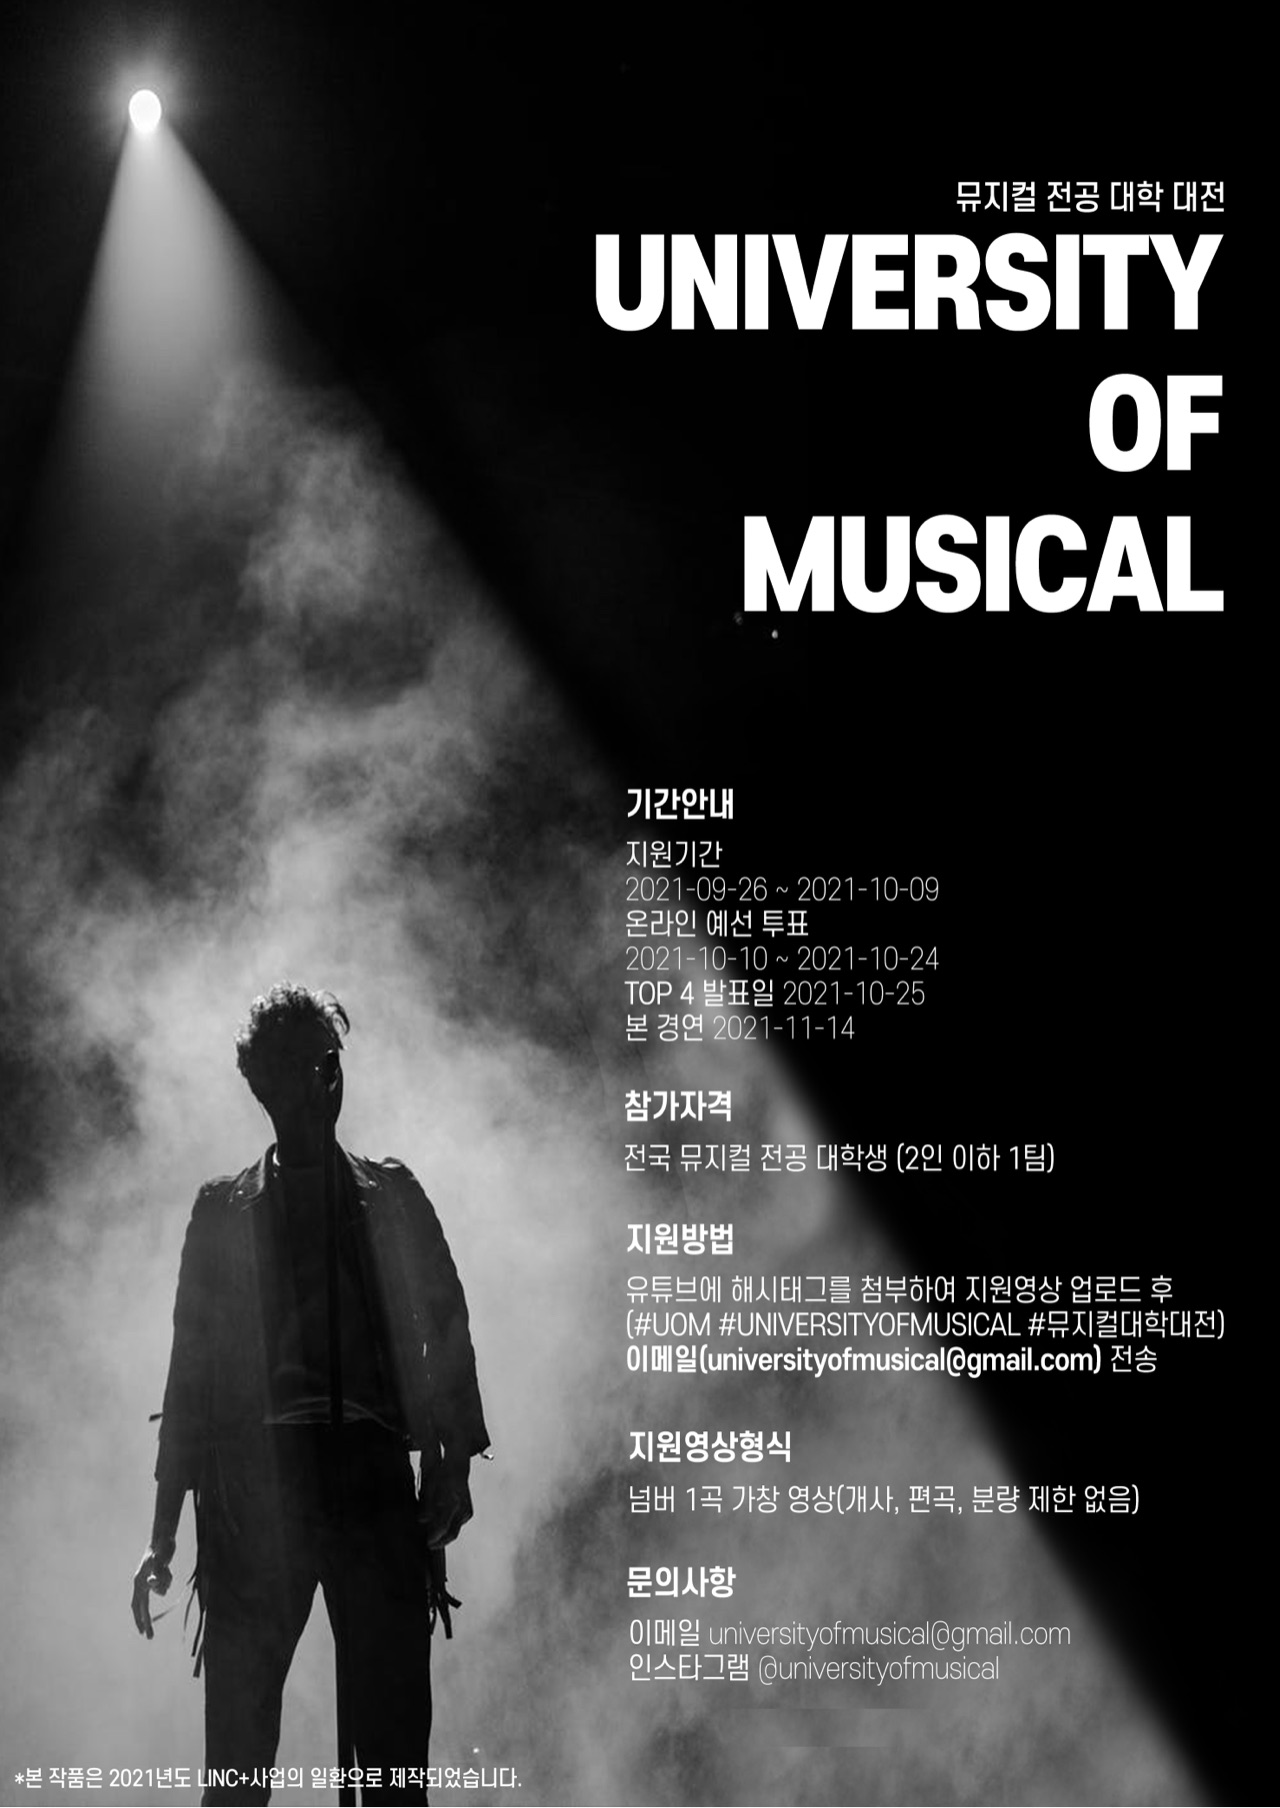 뮤지컬 전공 대학 대전
UNIVERSITY
OF
MUSICAL
기간안내
지원기간
2021-09-26 ~ 2021-10-09
온라인 예선 투표
2021-10-10 ~ 2021-10-24
TOP 4 발표일 2021-10-25
본 경연 2021-11-14
참가자격
전국 뮤지컬 전공 대학생 (2인 이하 1팀)
지원방법
유튜브에 해시태그를 첨부하여 지원영상 업로드 후
(#UOM #UNIVERSITYOFMUSICAL #뮤지컬대학대전)
이메일(universityofmusical@gmail.com) 전송
지원영상형식
넘버 1곡 가창 영상(개사, 편곡, 분량 제한 없음)
문의사항
이메일 universityofmusical@gmail.com
인스타그램 @universityofmusical
*본 작품은 2021년도 LINC+사업의 일환으로 제작되었습니다.